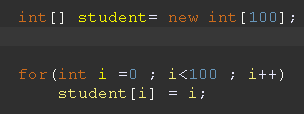 int[] student= new int[100];
for(int i =0 ; i<100 ; i++)
student[i] = i;